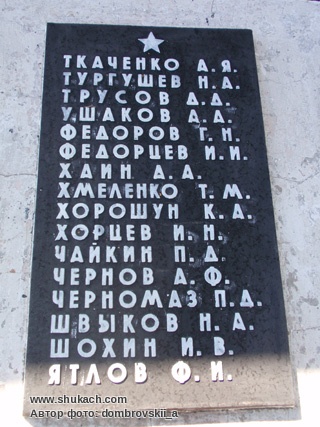 ТКАЧЕНКО А.Я.
ТУРГУШЕВ Н.А.
ТРУСОВ Д.Д.
УШАКОВ А.А.
ФЕДОРОВ Г.Н.
ФЕДОРЦЕВ И.И.
ХАИН А.А.
ХМЕЛЕНКО Т.М.
ХОРОШУН К.А.
ХОРЦЕВ И.Н.
ЧАЙКИН П.Д.
ЧЕРНОВ А.Ф.
ЧЕРНОМАЗ П.Д.
ШВЫКОВ Н.А.
ШОХИН И.В.
ЯТЛОВ Ф.И.
www.shukach.com
Автор фото: dombrovskii_a